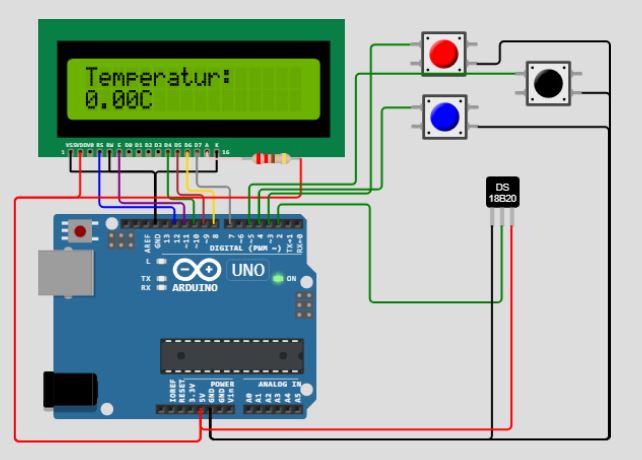 Temperatur:
0.00C
1 VSS VDD V0 RS RW E D0 D1 D2 D3 D4 D5 D6 D7 A K 16
DS
18B20
AREF
GND
13
12
~11
~10
~9
8
7
~6
~5
4
~3
2
TX→1
RX←0
DIGITAL (PWM ~)
L
TX
RX
UNO
ON
ARDUINO
POWER
ANALOG IN
IOREF
RESET
3.3V
5V
GND
GND
Vin
A0
A1
A2
A3
A4
A5